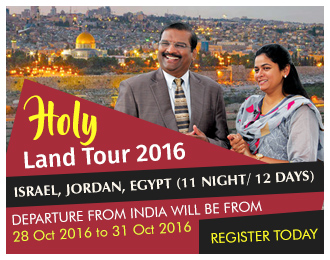 Holy
Land Tour 2016
ISRAEL, JORDAN, EGYPT (11 NIGHT/ 12 DAYS)
DEPARTURE FROM INDIA WILL BE FROM
28 Oct 2016 to 31 Oct 2016
REGISTER TODAY